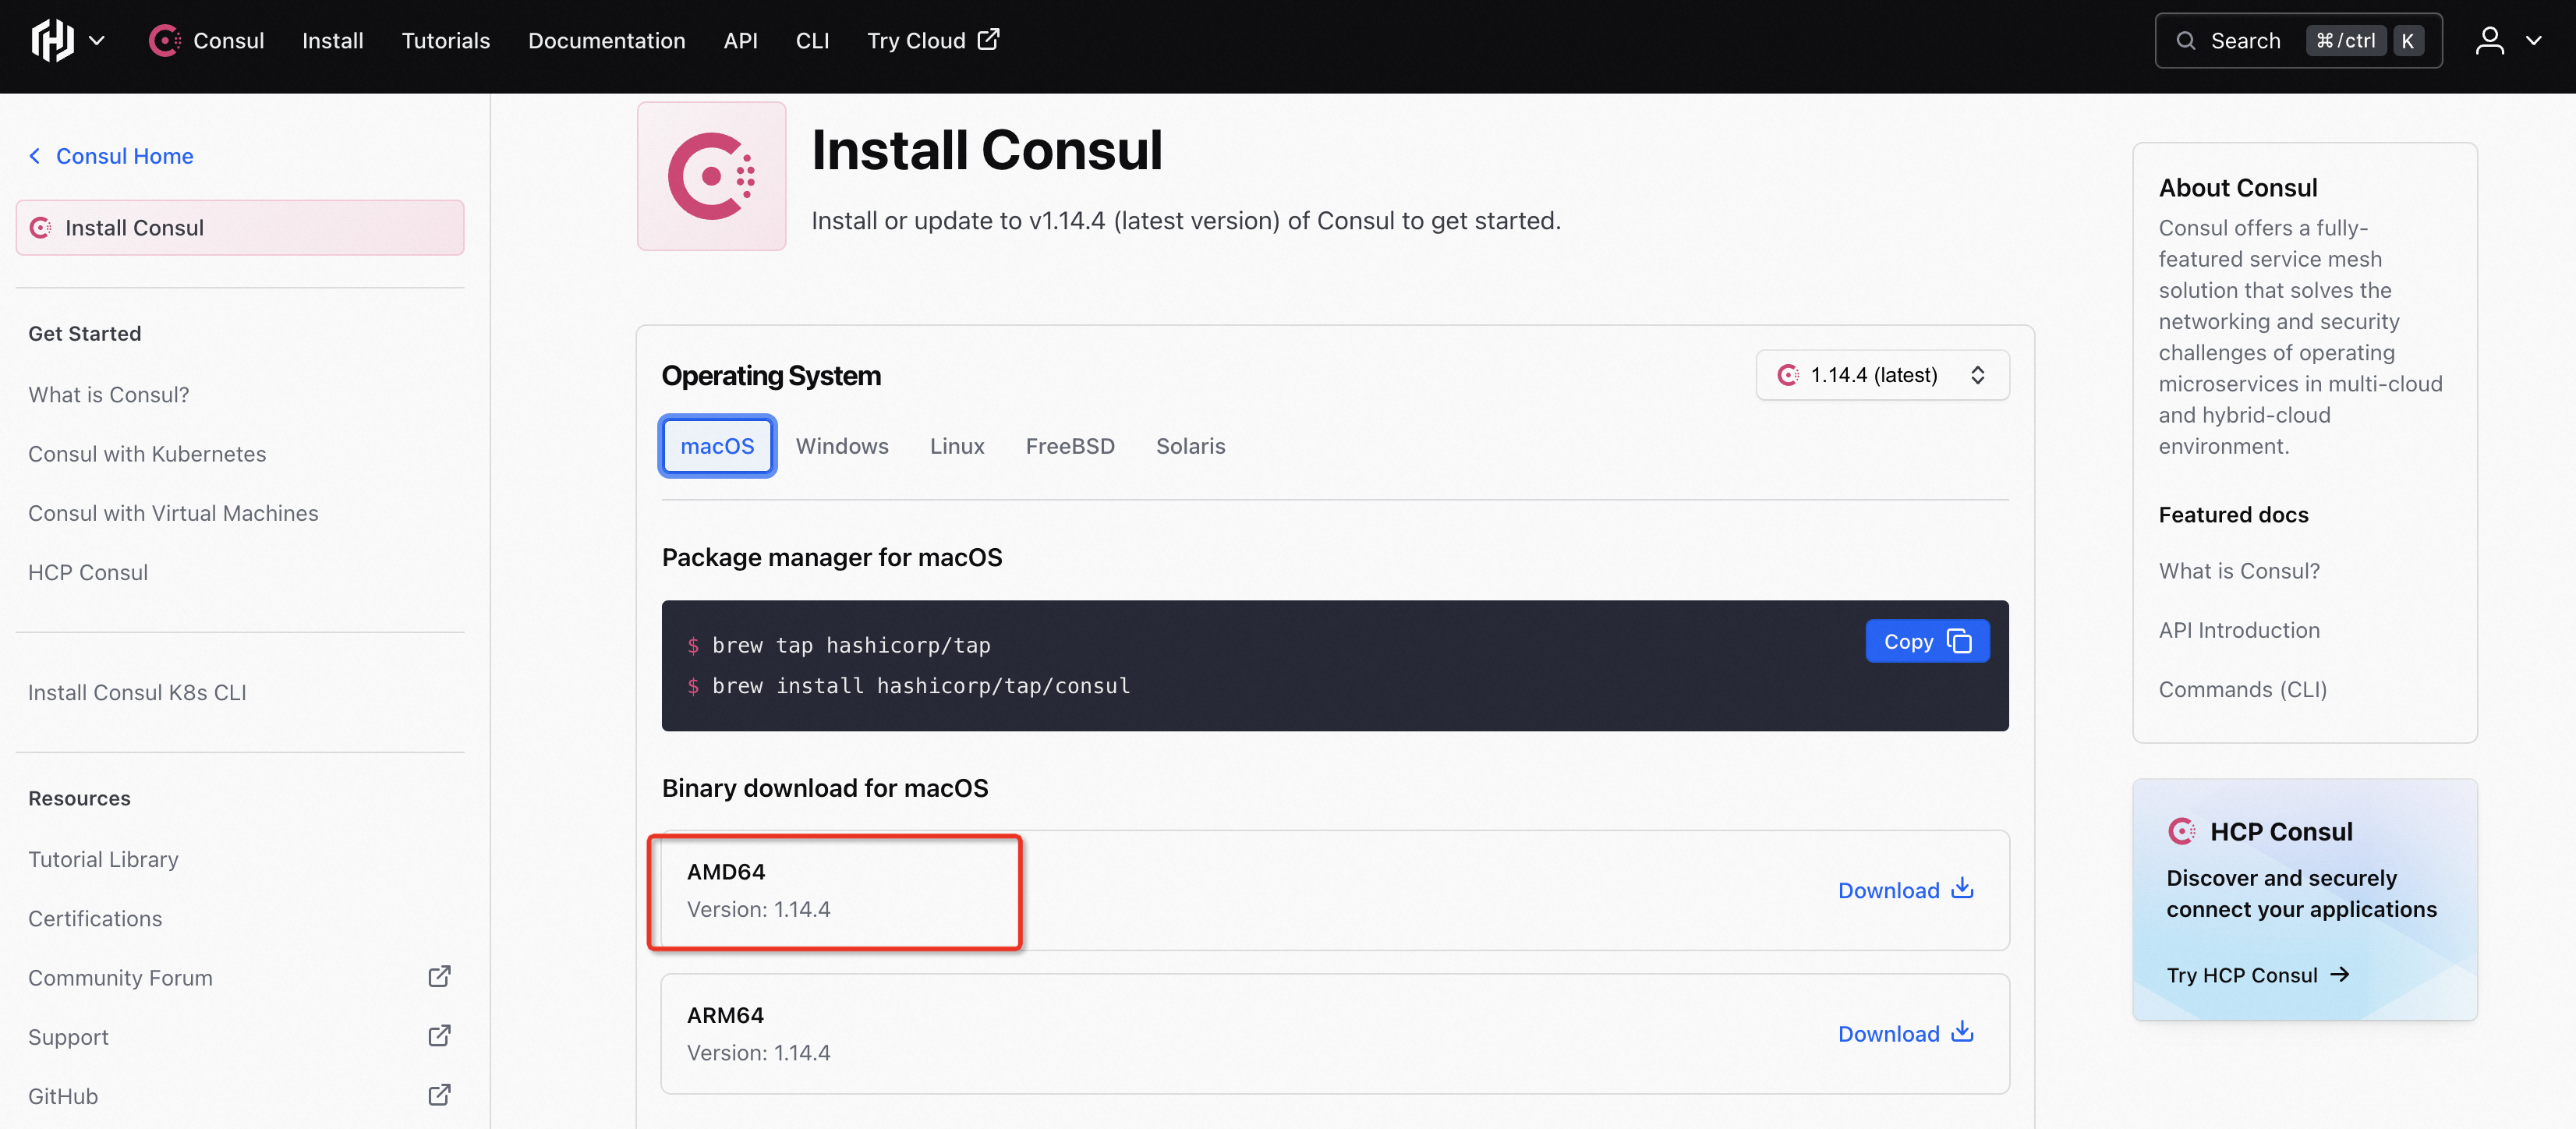 Consul
Install
Tutorials
Documentation
API
CLI
Try Cloud
Search
⌘/ctrl
K
Consul Home
Install Consul
Get Started
What is Consul?
Consul with Kubernetes
Consul with Virtual Machines
HCP Consul
Install Consul K8s CLI
Resources
Tutorial Library
Certifications
Community Forum
Support
GitHub
Install Consul
Install or update to v1.14.4 (latest version) of Consul to get started.
Operating System
1.14.4 (latest)
macOS
Windows
Linux
FreeBSD
Solaris
Package manager for macOS
$ brew tap hashicorp/tap
$ brew install hashicorp/tap/consul
Copy
Binary download for macOS
AMD64
Version: 1.14.4
Download
ARM64
Version: 1.14.4
Download
About Consul
Consul offers a fully-
featured service mesh
solution that solves the
networking and security
challenges of operating
microservices in multi-cloud
and hybrid-cloud
environment.
Featured docs
What is Consul?
API Introduction
Commands (CLI)
HCP Consul
Discover and securely
connect your applications
Try HCP Consul →